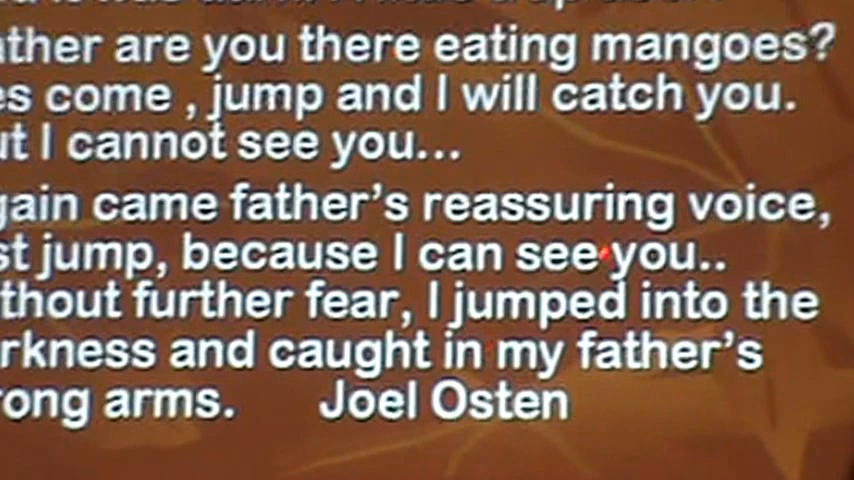 ather are you there eating mangoes?
es come , jump and I will catch you.
ut I cannot see you...
gain came father's reassuring voice,
st jump, because I can see you..
thout further fear, I jumped into the
rkness and caught in my father's
rong arms. Joel Osten